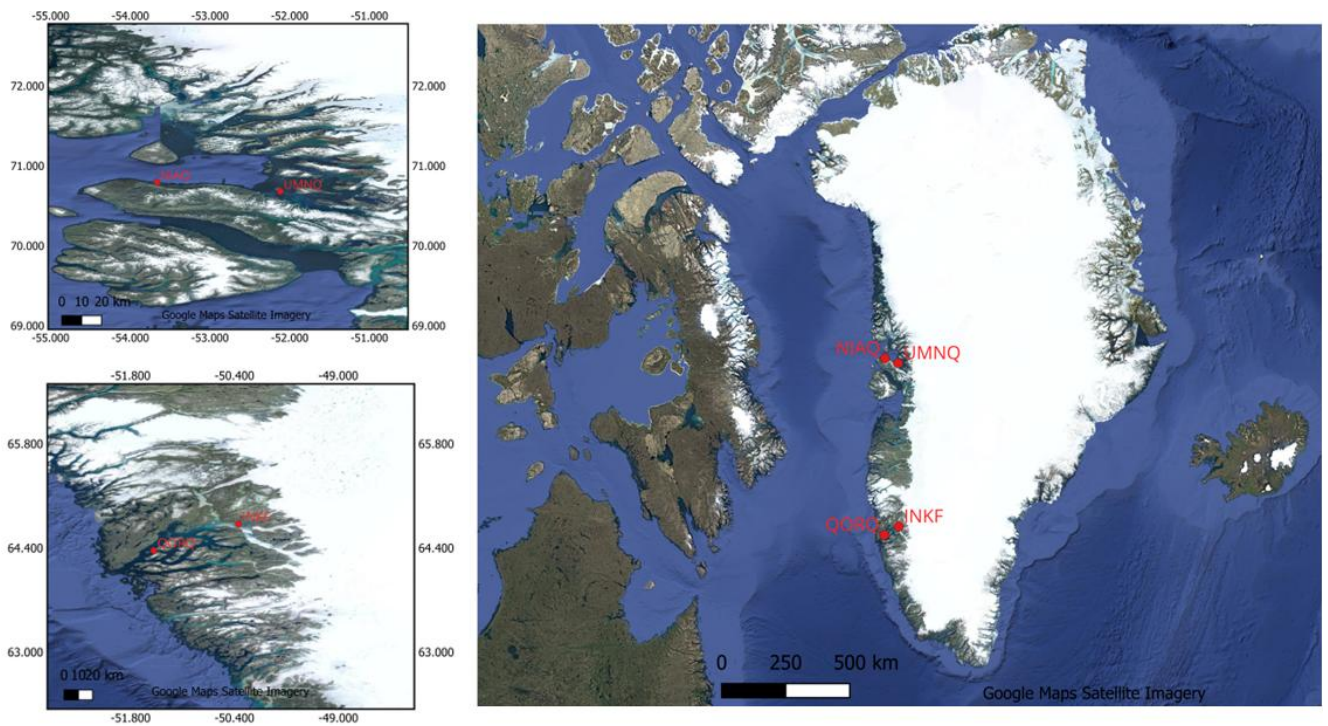 -55.000 -54.000 -53.000 -52.000 -51.000
72.000 72.000
71.000 71.000
NIAQ
UMNQ
70.000 70.000
0 10 20 km
Google Maps Satellite Imagery
69.000 69.000
-55.000 -54.000 -53.000 -52.000 -51.000
-51.800 -50.400 -49.000
65.800 65.800
INKF
64.400 64.400
63.000 63.000
0 1020 km
Google Maps Satellite Imagery
-51.800 -50.400 -49.000
NIAQ UMNQ
INKF
QORQ
0 250 500 km
Google Maps Satellite Imagery